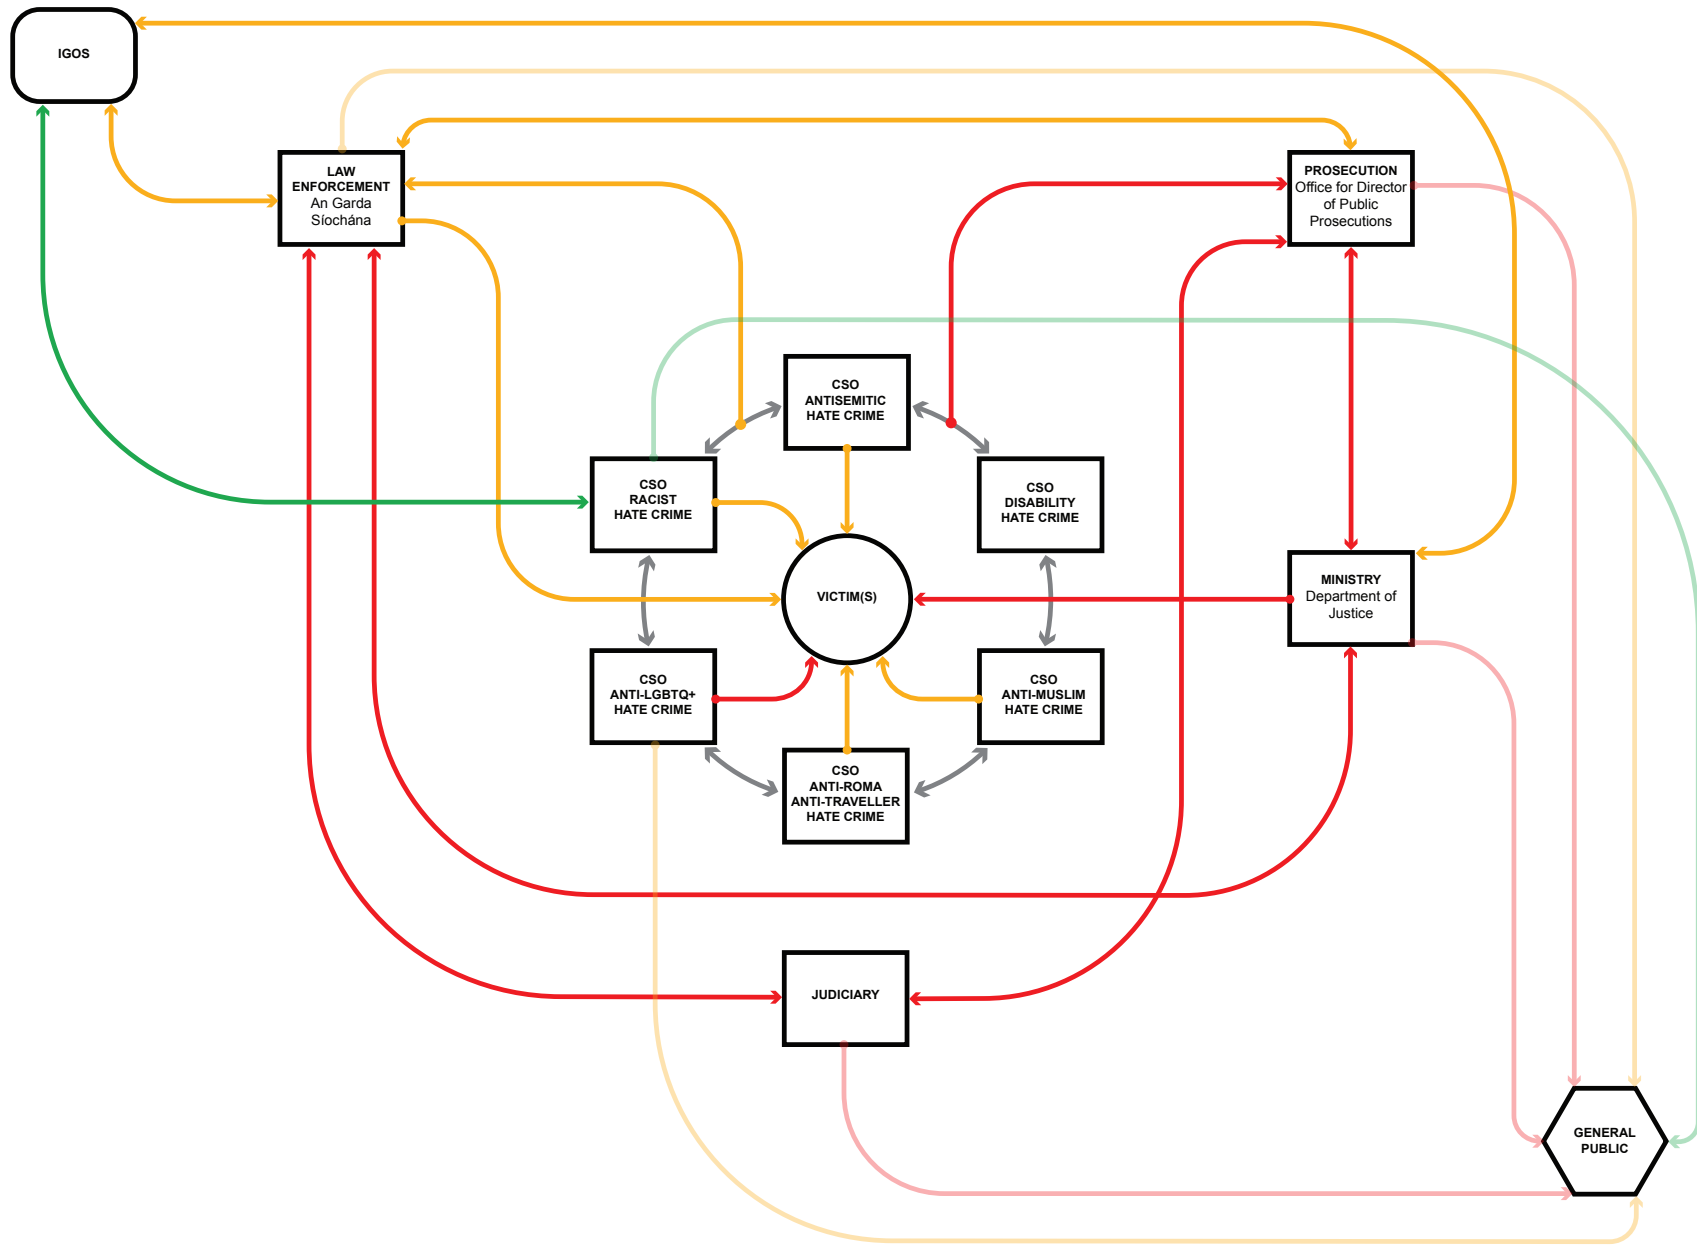 IGOS
LAW
ENFORCEMENT
An Garda
Síochána
PROSECUTION
Office for Director
of Public
Prosecutions
CSO
ANTISEMITIC
HATE CRIME
CSO
RACIST
HATE CRIME
CSO
DISABILITY
HATE CRIME
VICTIM(S)
MINISTRY
Department of
Justice
CSO
ANTI-LGBTQ+
HATE CRIME
CSO
ANTI-MUSLIM
HATE CRIME
CSO
ANTI-ROMA
ANTI-TRAVELLER
HATE CRIME
JUDICIARY
GENERAL
PUBLIC